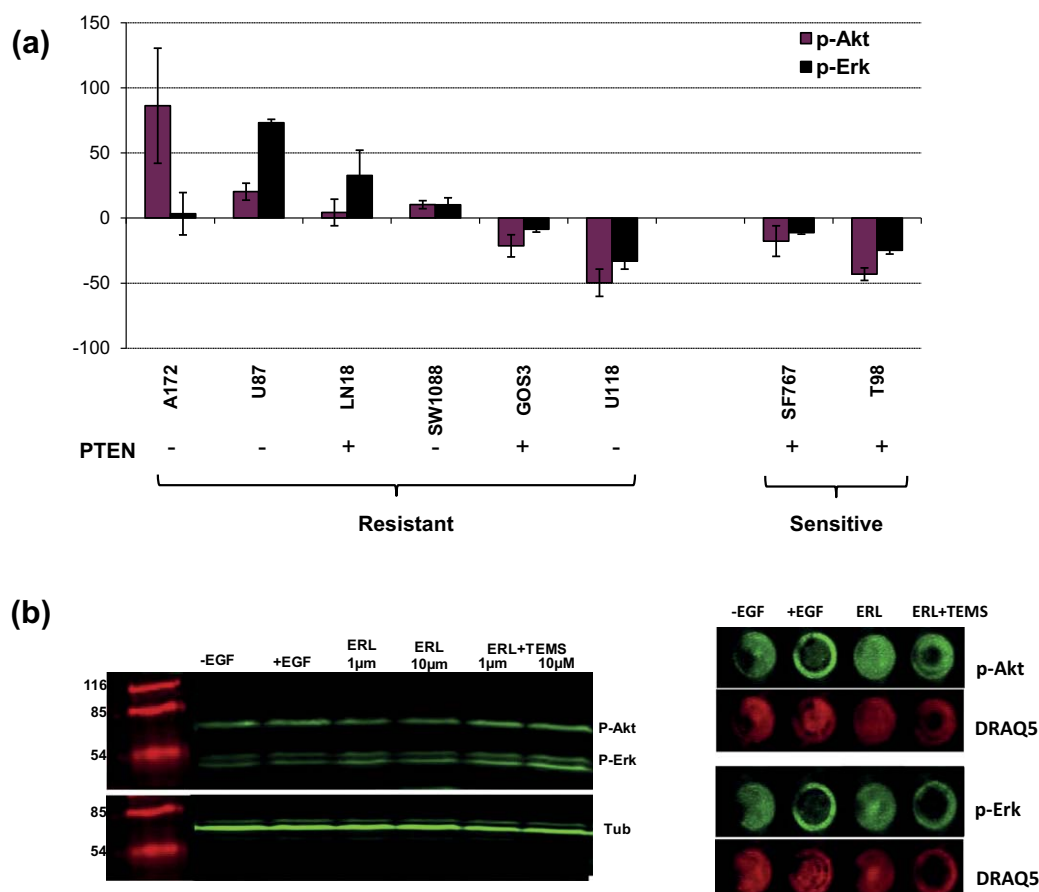 (a)
150
100
50
0
-50
-100
p-Akt
p-Erk
A172
U87
LN18
SW1088
GOS3
U118
SF767
T98
PTEN - - + - + - + +
Resistant
Sensitive
(b)
-EGF +EGF ERL 1µm ERL 10µm ERL+TEMS 1µm 10µM
116
85
54
P-Akt
P-Erk
85
54
Tub
-EGF +EGF ERL ERL+TEMS
p-Akt
DRAQ5
p-Erk
DRAQ5